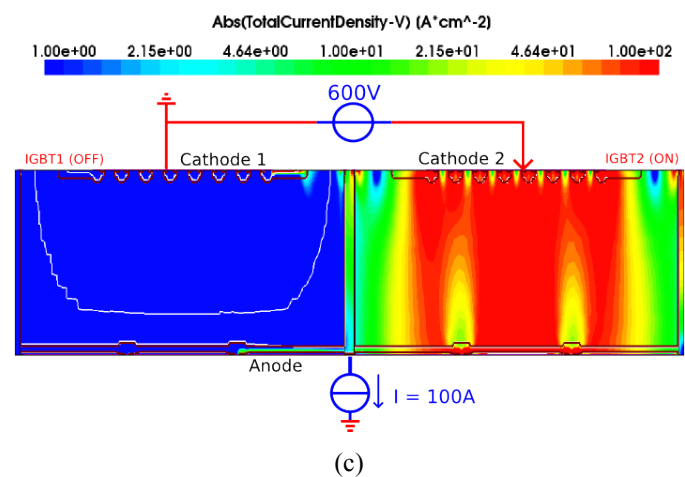 Abs(TotalCurrentDensity-V) [A*cm^-2]
1.00e+00 2.15e+00 4.64e+00 1.00e+01 2.15e+01 4.64e+01 1.00e+02
600V
IGBT1 (OFF) Cathode 1 Cathode 2 IGBT2 (ON)
Anode
I = 100A
(c)